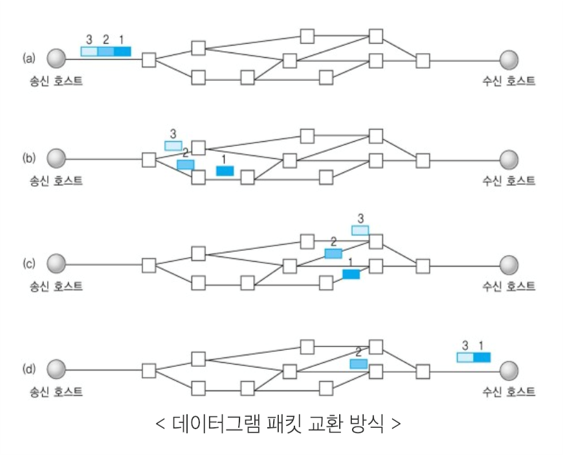 3 2 1
(a)
송신 호스트 수신 호스트
3
2
1
(b)
송신 호스트 수신 호스트
3
2
1
(c)
송신 호스트 수신 호스트
2
3 1
(d)
송신 호스트 수신 호스트
< 데이터그램 패킷 교환 방식 >